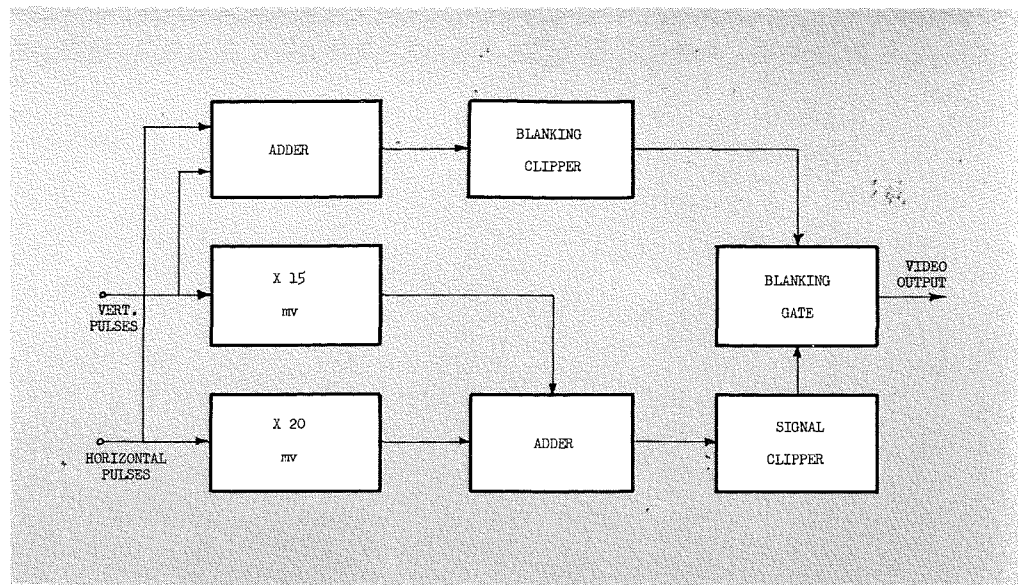 ADDER
BLANKING
CLIPPER
X 15
mv
VERT.
PULSES
BLANKING
GATE
VIDEO
OUTPUT
X 20
mv
HORIZONTAL
PULSES
ADDER
SIGNAL
CLIPPER